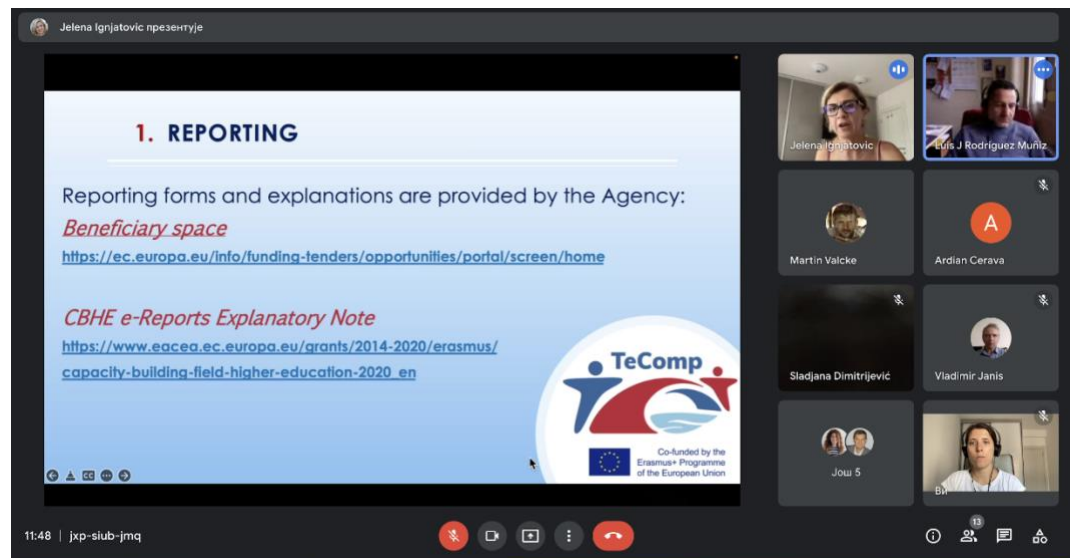 Jelena Ignjatovic презентује
1. REPORTING
Reporting forms and explanations are provided by the Agency:
Beneficiary space
https://ec.europa.eu/info/funding-tenders/opportunities/portal/screen/home
CBHE e-Reports Explanatory Note
https://www.eacea.ec.europa.eu/grants/2014-2020/erasmus/
capacity-building-field-higher-education-2020_en
TeComp
Co-funded by the
Erasmus+ Programme
of the European Union
CC
Jelena Ignjatovic
Luis J Rodríguez Muñiz
Martin Valcke
A
Ardian Cerava
Sladjana Dimitrijević
Vladimir Janis
Још 5
Ви
11:48 | jxp-siub-jmq
13